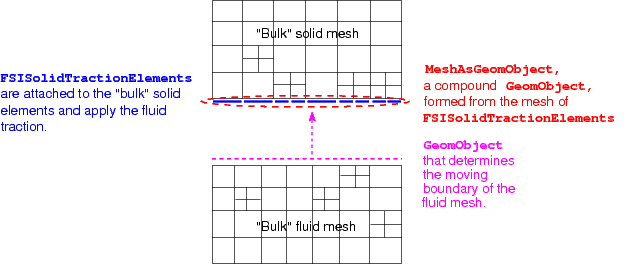 "Bulk" solid mesh
FSISolidTractionElements
are attached to the "bulk" solid
elements and apply the fluid
traction.
MeshAsGeomObject,
a compound GeomObject,
formed from the mesh of
FSISolidTractionElements
GeomObject
that determines
the moving
boundary of the
fluid mesh.
"Bulk" fluid mesh